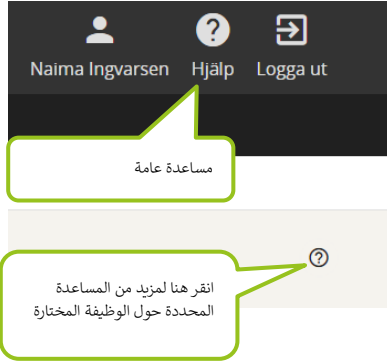 Naima Ingvarsen Hjälp Logga ut
مساعدة عامة
انقر هنا لمزيد من المساعدة
المحددة حول الوظيفة المختارة